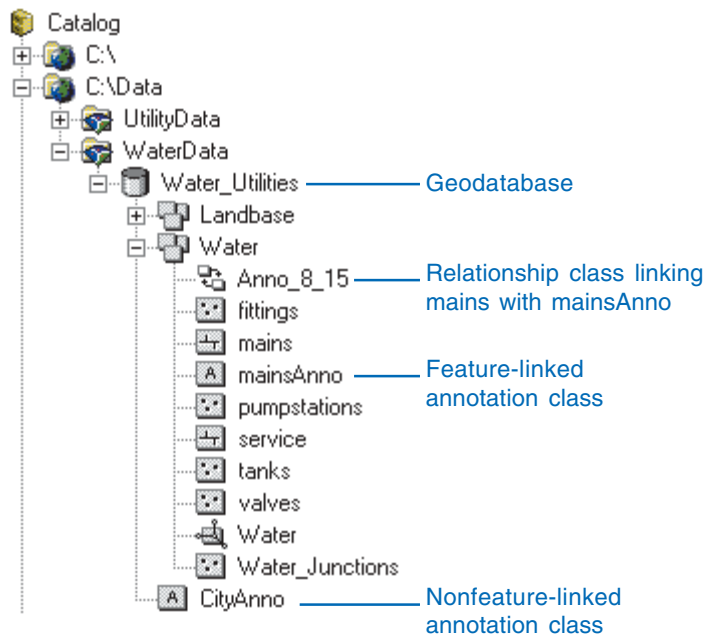 Catalog
C:\
C:\Data
UtilityData
WaterData
Water_Utilities
Geodatabase
Landbase
Water
Anno_8_15
Relationship class linking
mains with mainsAnno
fittings
mains
A mainsAnno
Feature-linked
annotation class
pumpstations
service
tanks
valves
Water
Water_Junctions
A CityAnno
Nonfeature-linked
annotation class